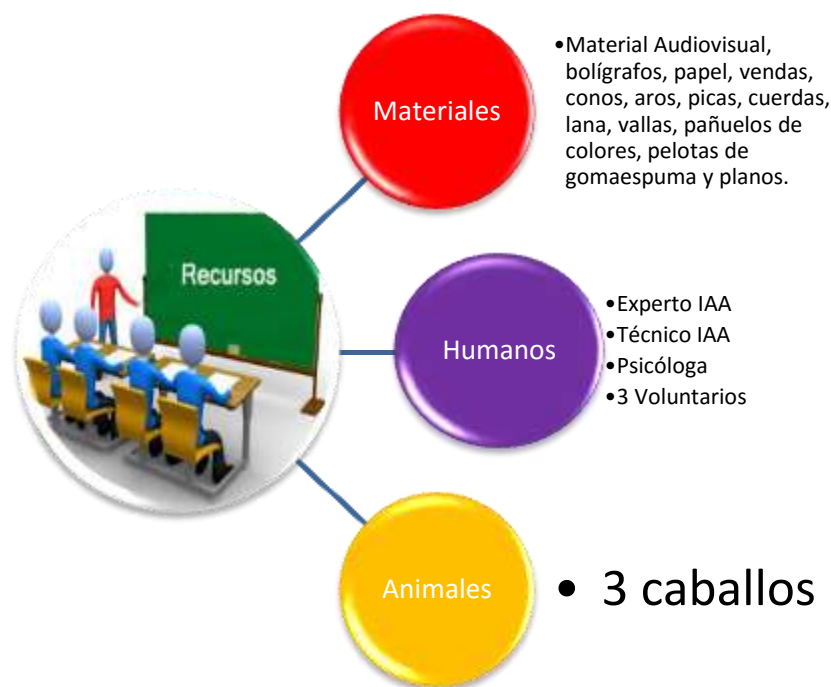 Recursos
Materiales
•Material Audiovisual,
bolígrafos, papel, vendas,
conos, aros, picas, cuerdas,
lana, vallas, pañuelos de
colores, pelotas de
gomaespuma y planos.
Humanos
•Experto IAA
•Técnico IAA
•Psicóloga
•3 Voluntarios
Animales
• 3 caballos